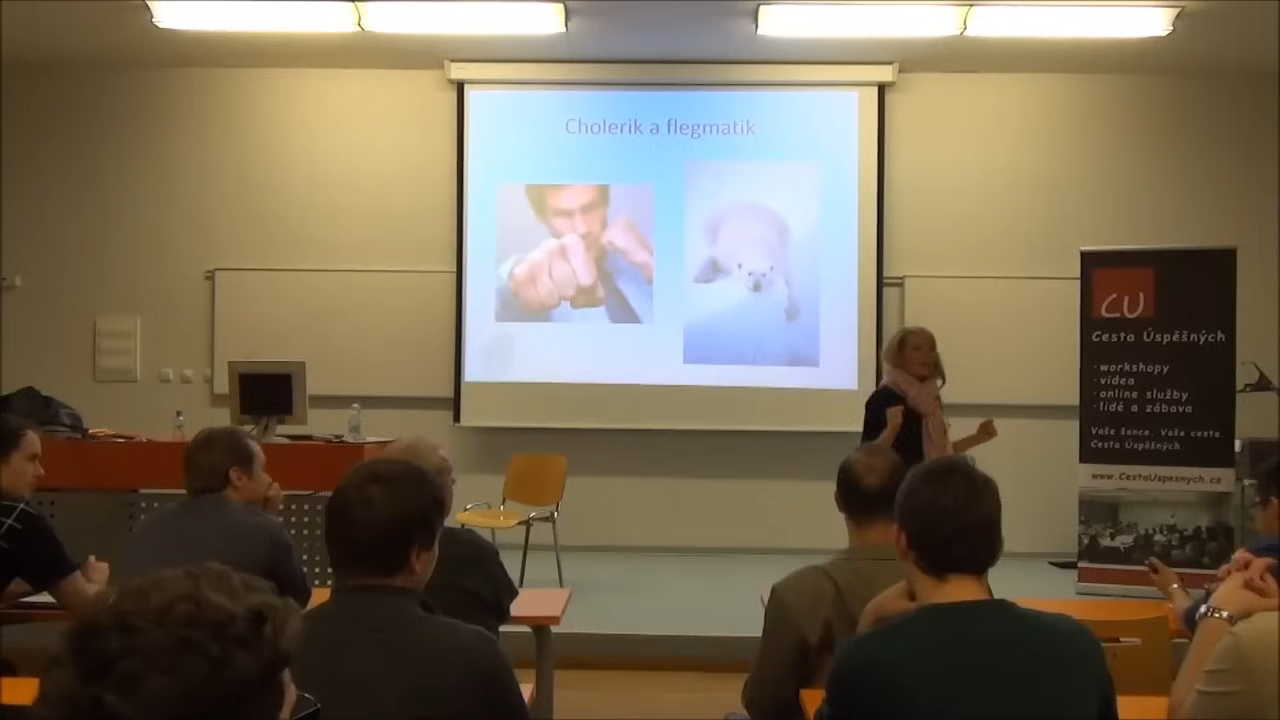 Cholerik a flegmatik
CU
Cesta Úspěšných
· workshopy
· videa
· online služby
· lidé a zábava
Vaše šance, Vaše cesta
Cesta Úspěšných
www.CestaUspesnych.cz